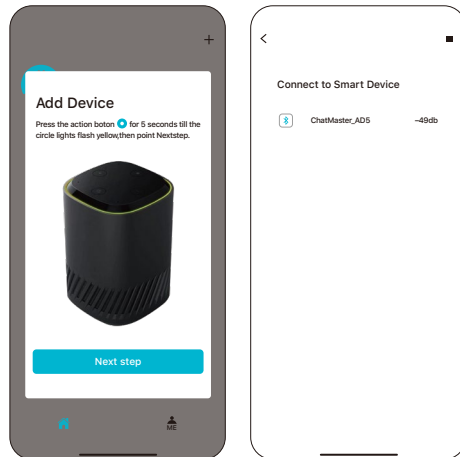 Add Device
Press the action boton for 5 seconds till the
circle lights flash yellow,then point Nextstep.
Next step
ME
Connect to Smart Device
ChatMaster_AD5 -49db